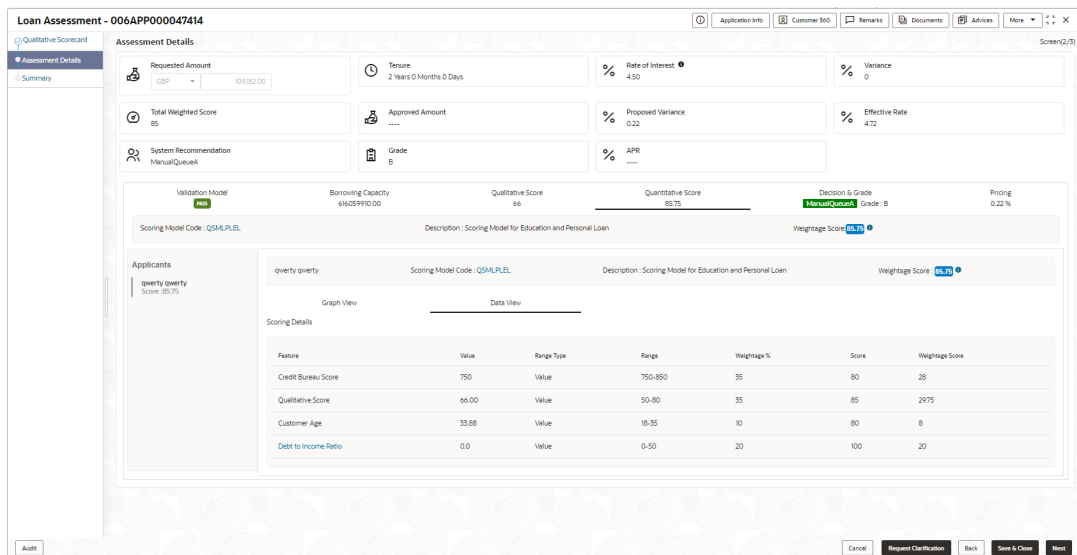 Loan Assessment - 006APP000047414
Application Info Customer 360 Remarks Documents Advices More
Qualitative Scorecard
Assessment Details
Summary
Assessment Details Screen(2/3)
Requested Amount Tenure Rate of Interest Variance
GBP 109,182.00 2 Years 0 Months 0 Days 4.50 0
Total Weighted Score Approved Amount Proposed Variance Effective Rate
85 ---- 0.22 4.72
System Recommendation Grade APR
ManualQueueA B ----
Validation Model Borrowing Capacity Qualitative Score Quantitative Score Decision & Grade Pricing
PASS 616059910.00 66 85.75 ManualQueueA Grade : B 0.22 %
Scoring Model Code : QSMLPLEL Description : Scoring Model for Education and Personal Loan Weightage Score 85.75
Applicants
qwerty qwerty
Score :85.75
qwerty qwerty Scoring Model Code : QSMLPLEL Description : Scoring Model for Education and Personal Loan Weightage Score : 85.75
Graph View Data View
Scoring Details
Feature Value Range Type Range Weightage % Score Weightage Score
Credit Bureau Score 750 Value 750-850 35 80 28
Qualitative Score 66.00 Value 50-80 35 85 29.75
Customer Age 33.88 Value 18-35 10 80 8
Debt to Income Ratio 0.0 Value 0-50 20 100 20
Audit Cancel Request Clarification Back Save & Close Next